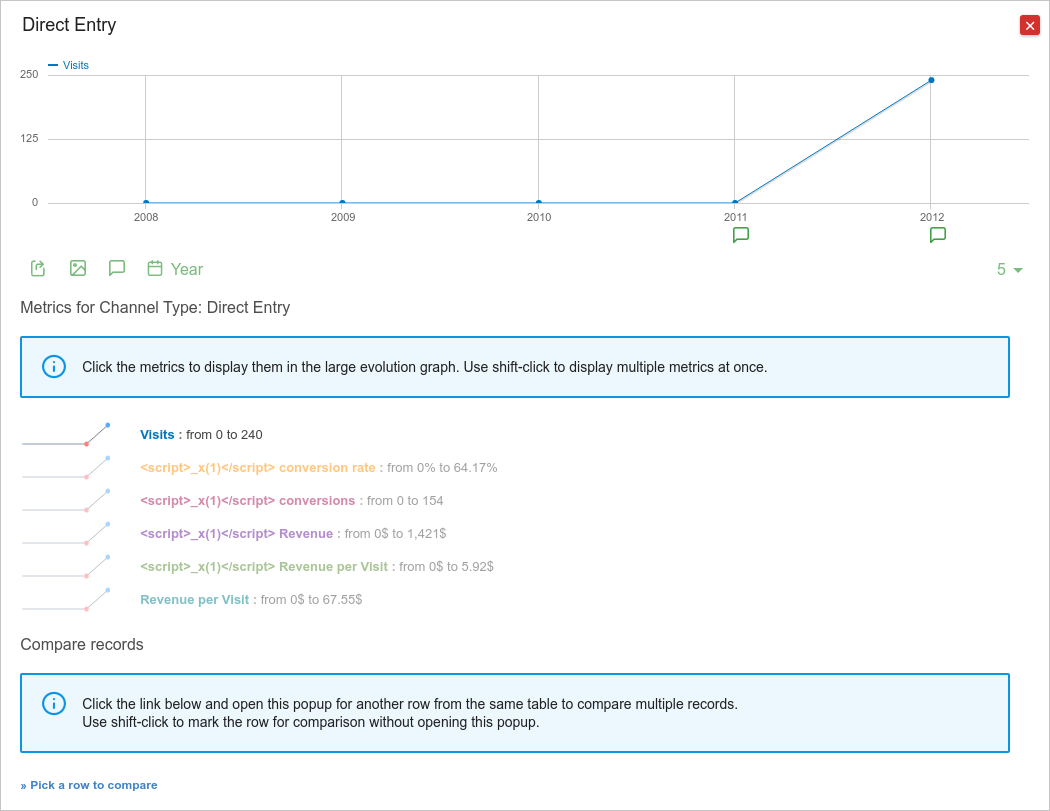 Direct Entry
Visits
250
125
0
2008 2009 2010 2011 2012
Year 5
Metrics for Channel Type: Direct Entry
Click the metrics to display them in the large evolution graph. Use shift-click to display multiple metrics at once.
Visits : from 0 to 240
<script>_x(1)</script> conversion rate : from 0% to 64.17%
<script>_x(1)</script> conversions : from 0 to 154
<script>_x(1)</script> Revenue : from 0$ to 1,421$
<script>_x(1)</script> Revenue per Visit : from 0$ to 5.92$
Revenue per Visit : from 0$ to 67.55$
Compare records
Click the link below and open this popup for another row from the same table to compare multiple records.
Use shift-click to mark the row for comparison without opening this popup.
» Pick a row to compare